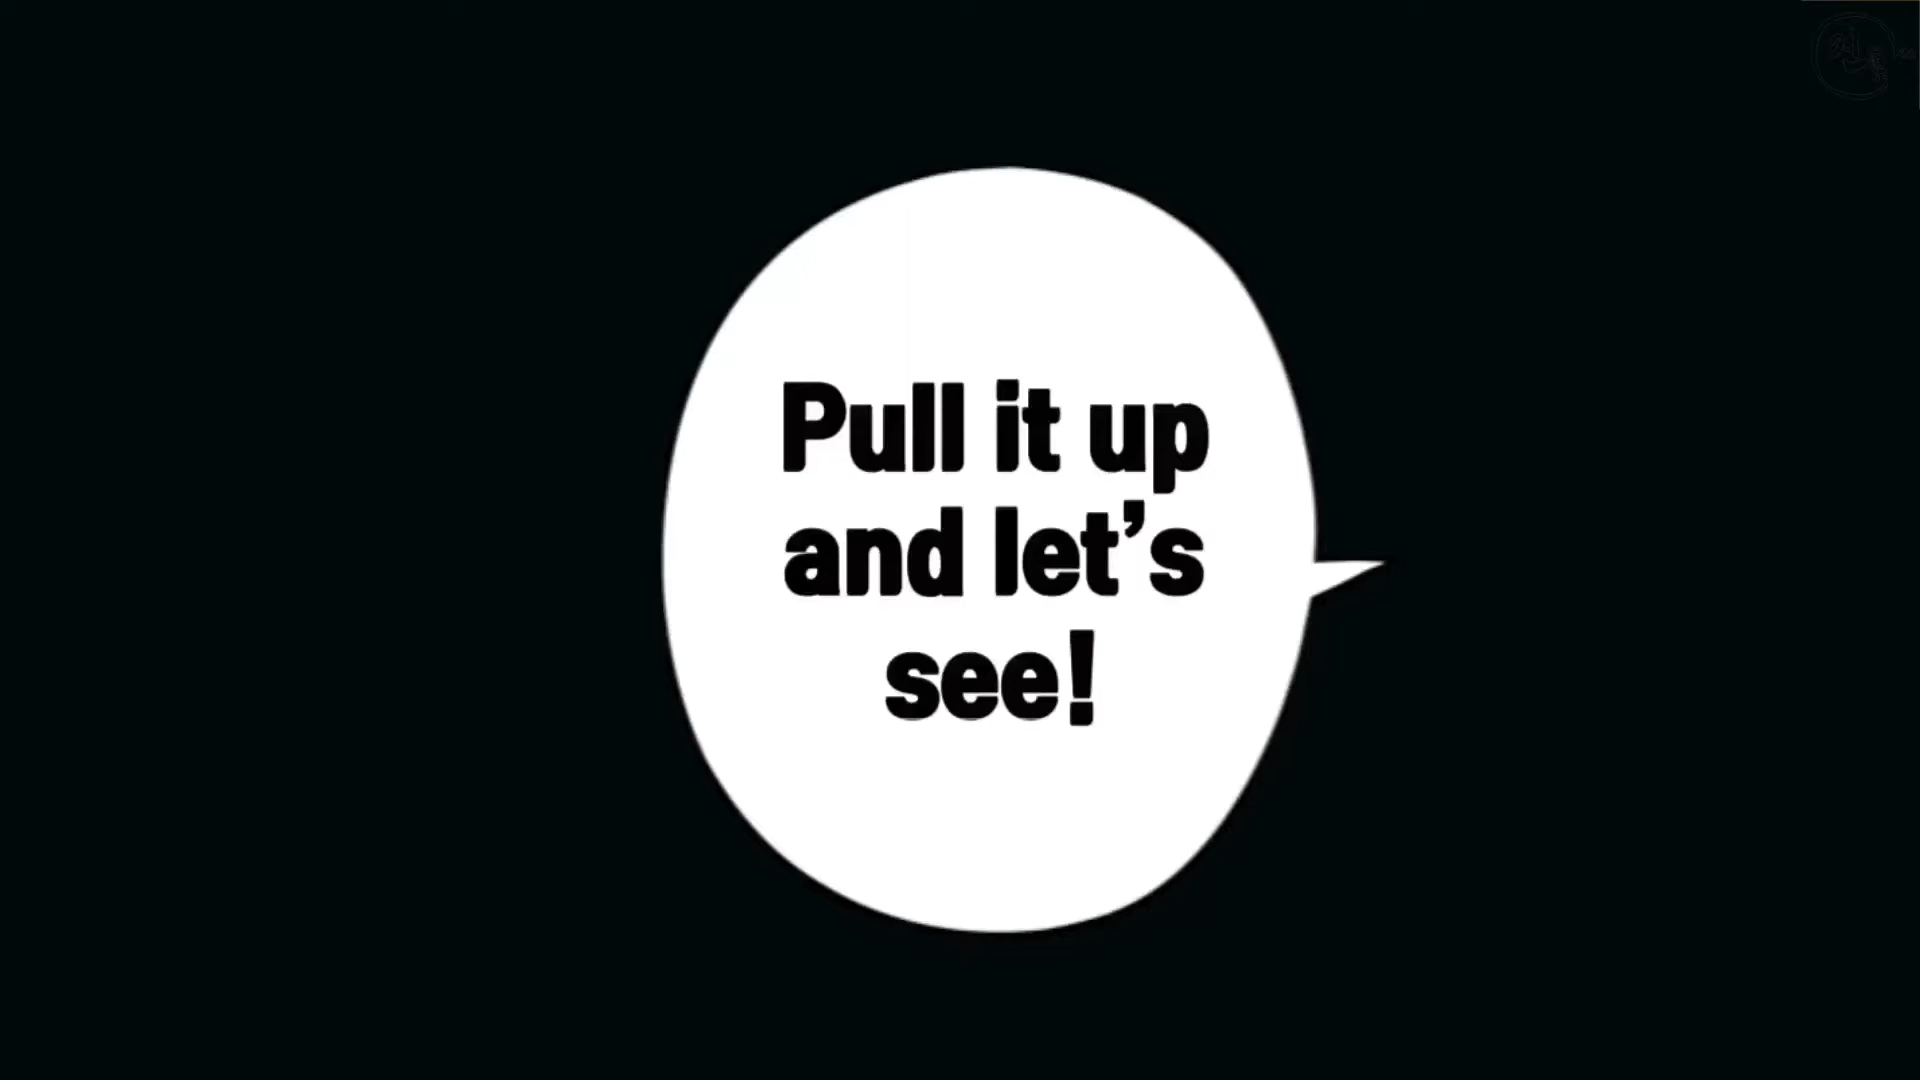 Pull it up
and let’s
see!